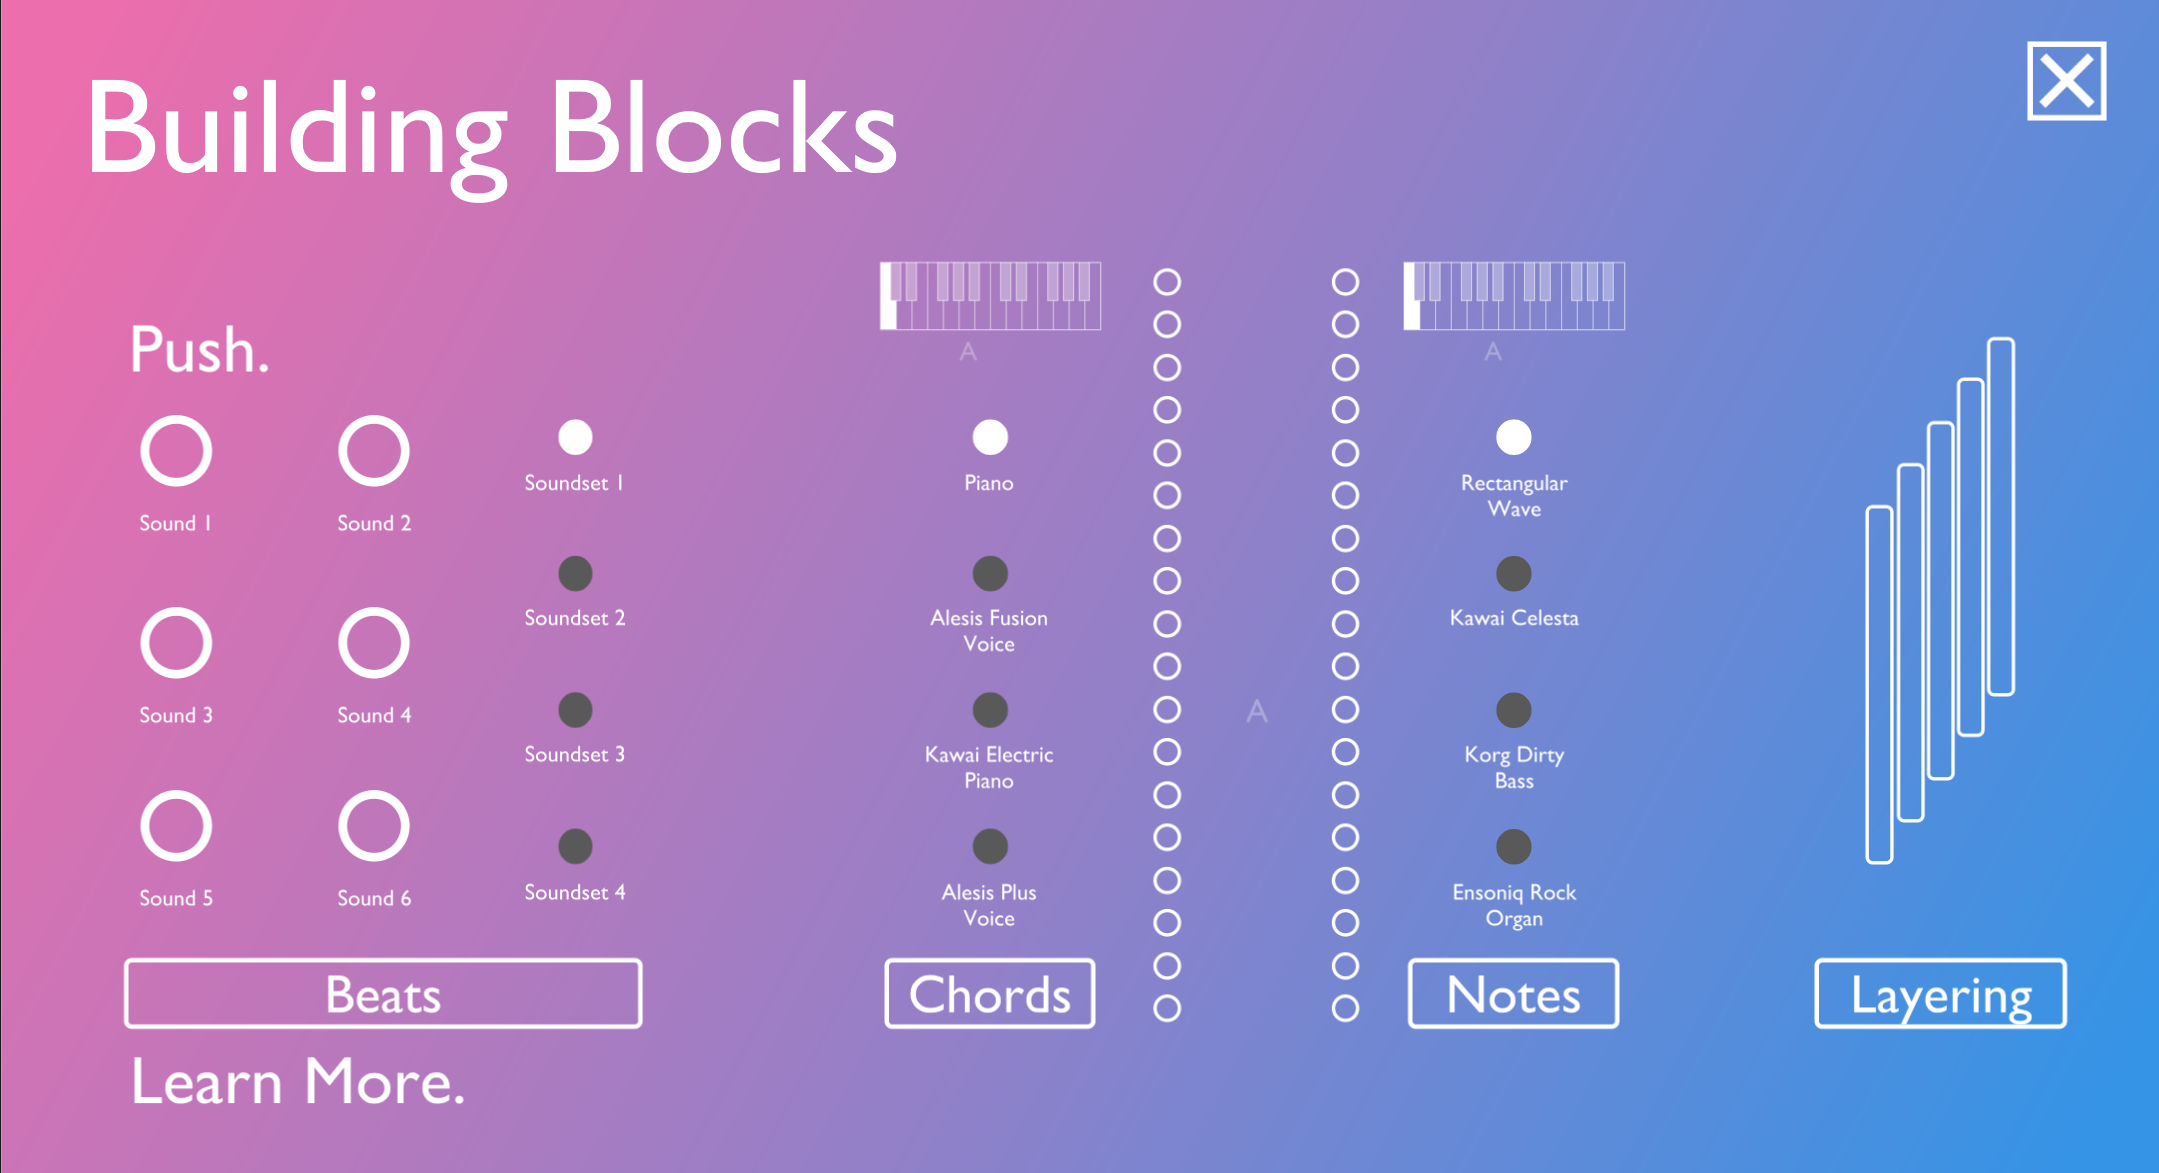 Building Blocks
Push.
Sound 1
Sound 2
Sound 3
Sound 4
Sound 5
Sound 6
Soundset 1
Soundset 2
Soundset 3
Soundset 4
Beats
Learn More.
A
Piano
Alesis Fusion
Voice
Kawai Electric
Piano
Alesis Plus
Voice
Chords
A
A
Rectangular
Wave
Kawai Celesta
Korg Dirty
Bass
Ensoniq Rock
Organ
Notes
Layering